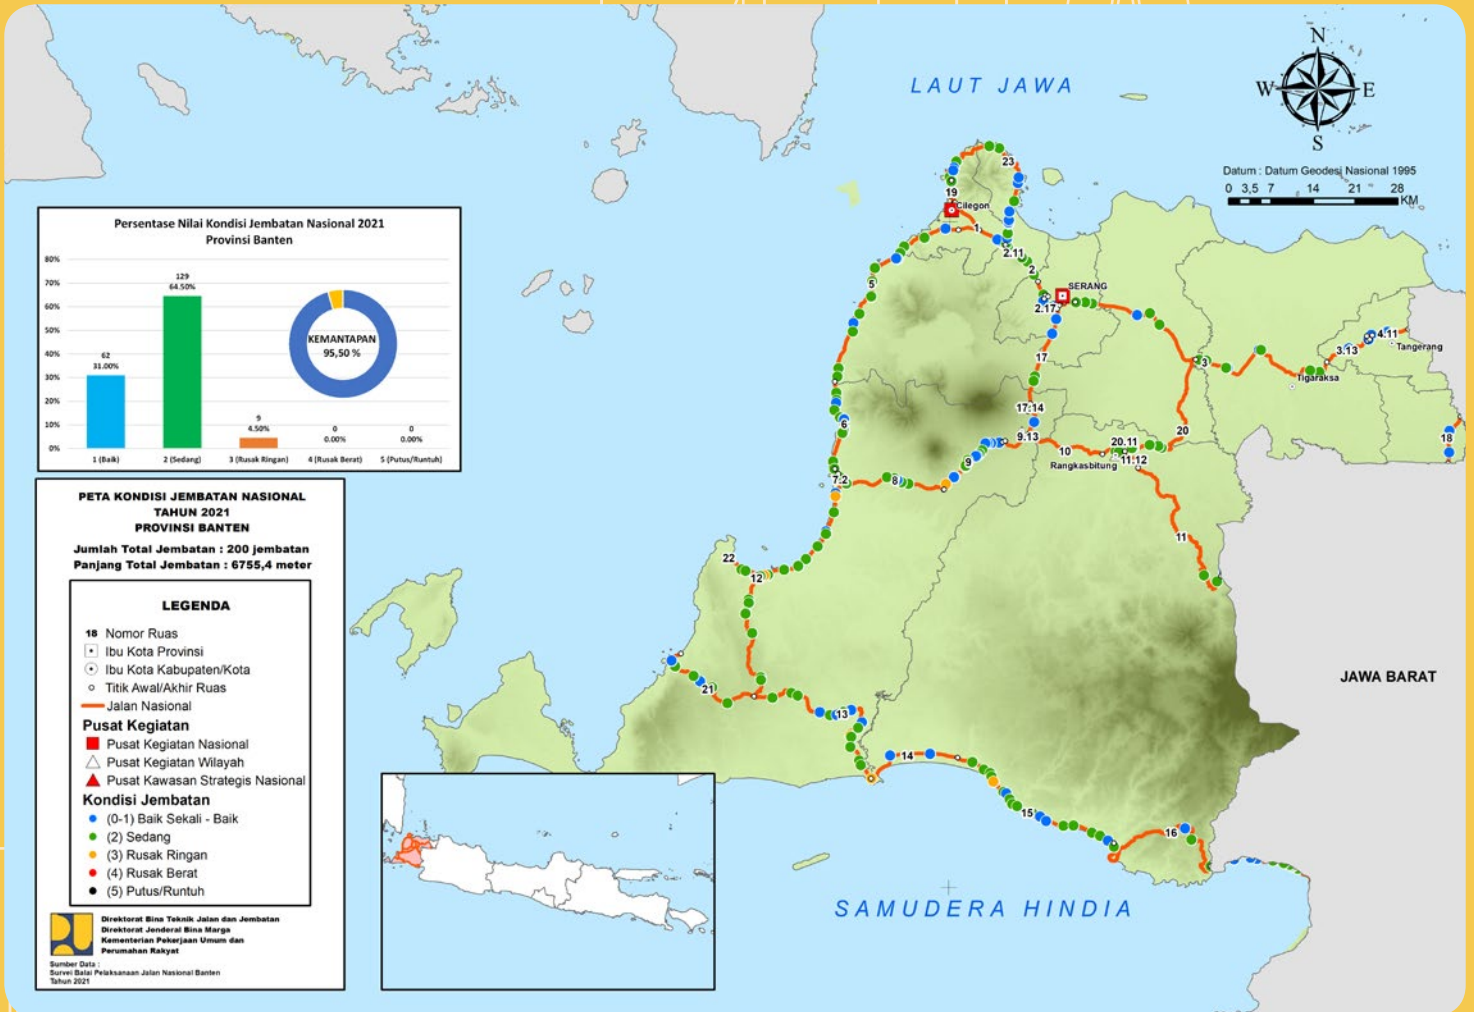 LAUT JAWA
N
W
E
S
Datum : Datum Geodesi Nasional 1995
0 3,5 7 14 21 28
KM
Persentase Nilai Kondisi Jembatan Nasional 2021
Provinsi Banten
80%
70%
60%
50%
40%
30%
20%
10%
0%
62
31.00%
129
64.50%
9
4.50%
0
0.00%
0
0.00%
KEMANTAPAN
95,50 %
1 (Baik)
2 (Sedang)
3 (Rusak Ringan)
4 (Rusak Berat)
5 (Putus/Runtuh)
PETA KONDISI JEMBATAN NASIONAL
TAHUN 2021
PROVINSI BANTEN
Jumlah Total Jembatan : 200 jembatan
Panjang Total Jembatan : 6755,4 meter
LEGENDA
18 Nomor Ruas
Ibu Kota Provinsi
Ibu Kota Kabupaten/Kota
Titik Awal/Akhir Ruas
Jalan Nasional
Pusat Kegiatan
Pusat Kegiatan Nasional
Pusat Kegiatan Wilayah
Pusat Kawasan Strategis Nasional
Kondisi Jembatan
(0-1) Baik Sekali - Baik
(2) Sedang
(3) Rusak Ringan
(4) Rusak Berat
(5) Putus/Runtuh
Direktorat Bina Teknik Jalan dan Jembatan
Direktorat Jenderal Bina Marga
Kementerian Pekerjaan Umum dan
Perumahan Rakyat
Sumber Data :
Survei Balai Pelaksanaan Jalan Nasional Banten
Tahun 2021
23
19
Cilegon
1
2.11
2
SERANG
2.17
5
17
3
3.13
4.11
Tangerang
Tigaraksa
17.14
6
9.13
20
18
20.11
10
11.12
Rangkasbitung
9
7.2
8
11
22
12
21
13
14
15
16
JAWA BARAT
SAMUDERA HINDIA